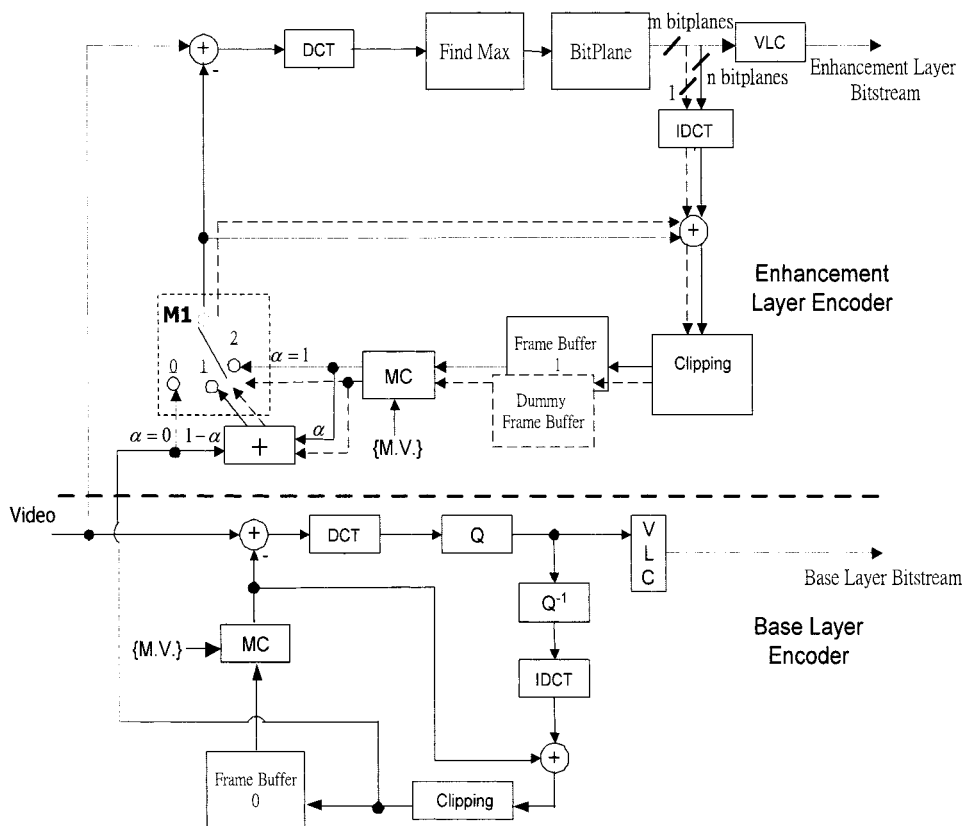 m bitplanes
+
-
DCT
Find Max
BitPlane
VLC
n bitplanes
1
Enhancement Layer
Bitstream
IDCT
+
Enhancement
Layer Encoder
M1
2
1
0
α = 1
MC
Frame Buffer
1
Dummy
Frame Buffer
Clipping
α = 0
1 − α
+
α
{M.V.}
Video
+
-
DCT
Q
V
L
C
Base Layer Bitstream
Q-1
Base Layer
Encoder
{M.V.}
MC
IDCT
+
Frame Buffer
0
Clipping